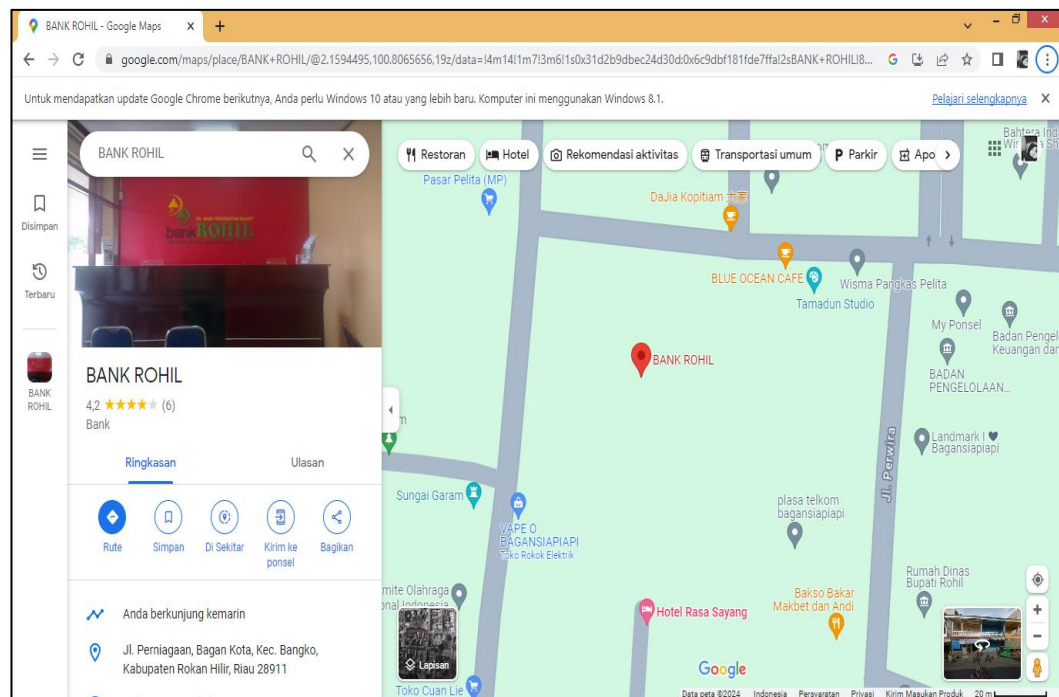 BANK ROHIL - Google Maps
google.com/maps/place/BANK+ROHIL/@2.1594495,100.8065656,19z/data=!4m14!1m7!3m6!1s0x31d2b9dbec24d30d:0x6c9dbf181fde7ffa!2sBANK+ROHIL!8...
Untuk mendapatkan update Google Chrome berikutnya, Anda perlu Windows 10 atau yang lebih baru. Komputer ini menggunakan Windows 8.1.
Pelajari selengkapnya
BANK ROHIL
Disimpan
Terbaru
BANK
ROHIL
bank ROHIL
BANK ROHIL
4,2 (6)
Bank
Ringkasan
Ulasan
Rute
Simpan
Di Sekitar
Kirim ke
ponsel
Bagikan
Anda berkunjung kemarin
Jl. Perniagaan, Bagan Kota, Kec. Bangko,
Kabupaten Rokan Hilir, Riau 28911
Restoran
Hotel
Rekomendasi aktivitas
Transportasi umum
P Parkir
Apo
Pasar Pelita (MP)
DaJia Kopitiam 大家
BLUE OCEAN CAFE
Tamadun Studio
Wisma Pangkas Pelita
My Ponsel
Badan Pengel
Keuangan da
BADAN
PENGELOLAAN...
BANK ROHIL
Landmark I ♥
Bagansiapiapi
Jl. Perwira
Sungai Garam
VAPE O
BAGANSIAPIAPI
Toko Rokok Elektrik
plasa telkom
bagansiapiapi
mite Olahraga
onal Indonesia
Rumah Dinas
Bupati Rohil
Bakso Bakar
Makbet dan Andi
Hotel Rasa Sayang
Lapisan
Toko Cuan Lie
Google
Data peta ©2024 Indonesia Persyaratan Privasi Kirim Masukan Produk 20 m